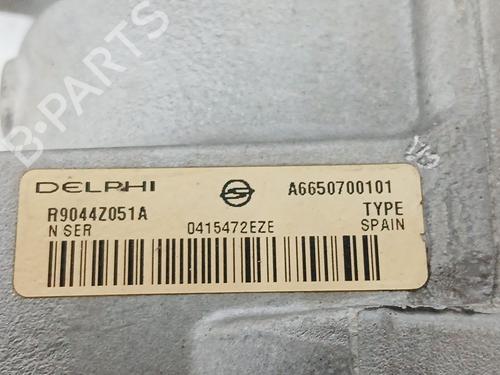 B-PARTS
DELPHI A6650700101
R9044Z051A TYPE
N SER 0415472EZE SPAIN